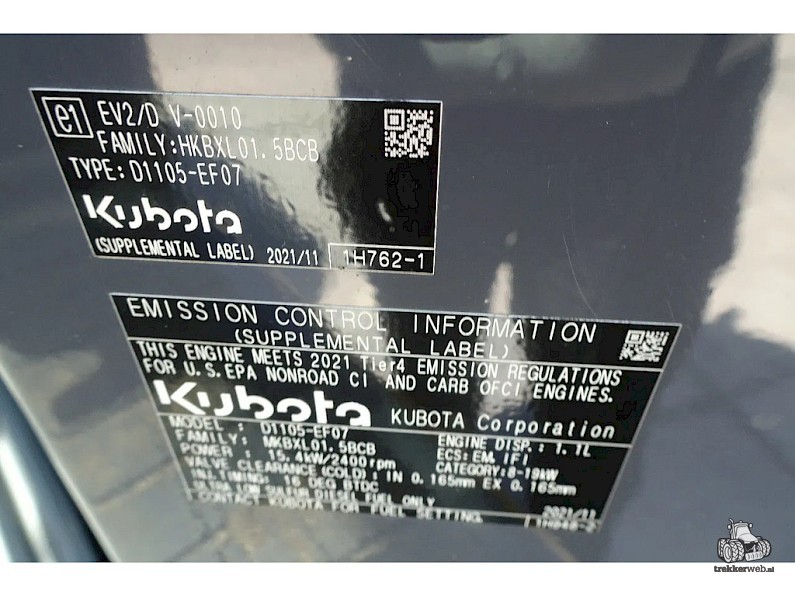 e1 EV2/D V-0010
FAMILY:HKBXL01.5BCB
TYPE: D1105-EF07
Kubota
(SUPPLEMENTAL LABEL) 2021/11 1H762-1
EMISSION CONTROL INFORMATION
(SUPPLEMENTAL LABEL)
THIS ENGINE MEETS 2021 Tier4 EMISSION REGULATIONS
FOR U.S.EPA NONROAD CI AND CARB OFCI ENGINES.
Kubota KUBOTA Corporation
MODEL : D1105-EF07 ENGINE DISP.: 1.1L
FAMILY: MKBXL01.5BCB ECS: EM, IFI
POWER : 15.4kW/2400rpm CATEGORY:8-19kW
VALVE CLEARANCE(COLD): IN 0.165mm EX 0.165mm
TIMING: 16 DEG BTDC
ULTRA LOW SULFUR DIESEL FUEL ONLY 2021/11
CONTACT KUBOTA FOR FUEL SETTING.
trekkerweb.nl